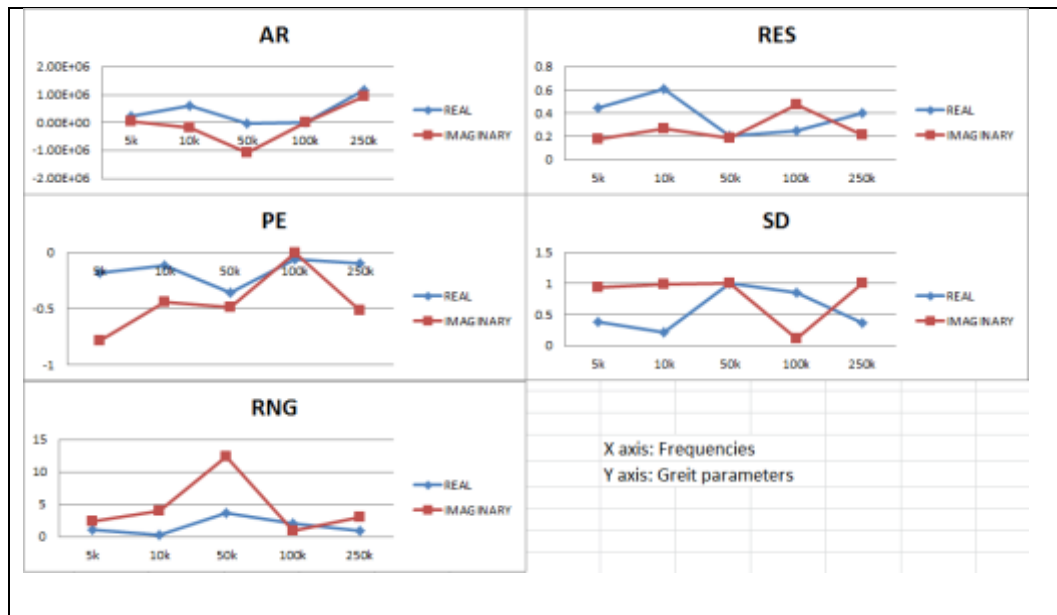 AR
2.00E+06
1.00E+06
0.00E+00
-1.00E+06
-2.00E+06
5k 10k 50k 100k 250k
REAL
IMAGINARY
RES
0.8
0.6
0.4
0.2
0
5k 10k 50k 100k 250k
REAL
IMAGINARY
PE
0
-0.5
-1
5k 10k 50k 100k 250k
REAL
IMAGINARY
SD
1.5
1
0.5
0
5k 10k 50k 100k 250k
REAL
IMAGINARY
RNG
15
10
5
0
5k 10k 50k 100k 250k
REAL
IMAGINARY
X axis: Frequencies
Y axis: Greit parameters